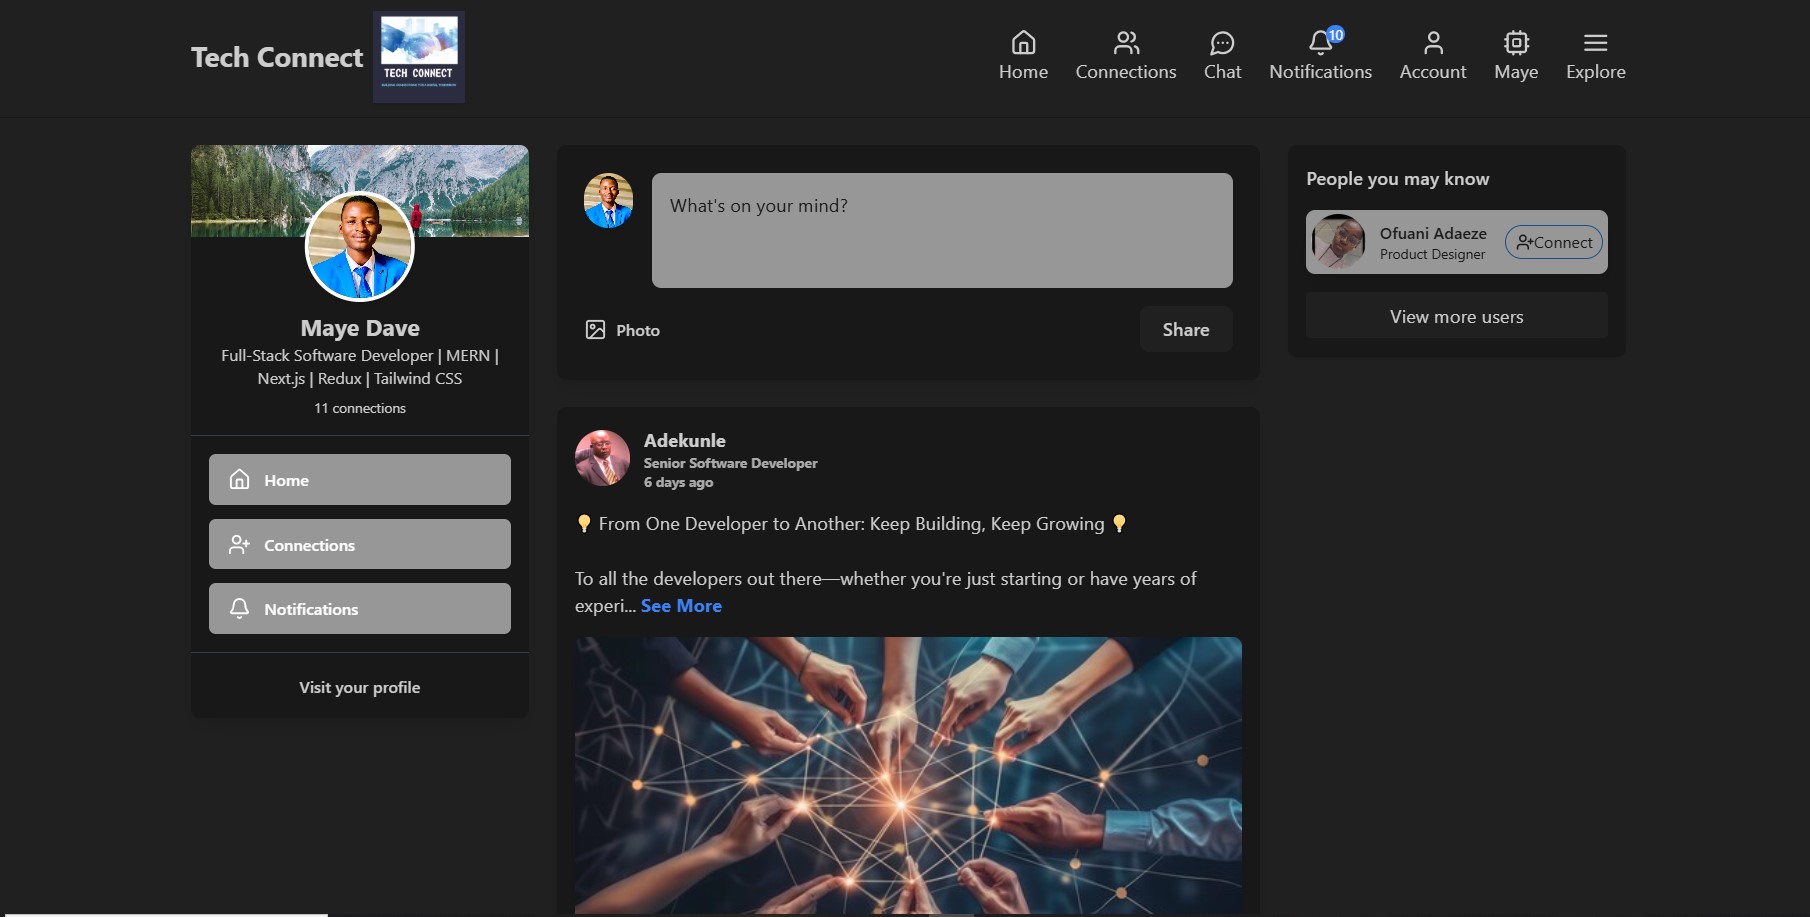 Tech Connect
TECH CONNECT
10
Home
Connections
Chat
Notifications
Account
Maye
Explore
Maye Dave
Full-Stack Software Developer | MERN |
Next.js | Redux | Tailwind CSS
11 connections
Home
Connections
Notifications
Visit your profile
What's on your mind?
Photo
Share
Adekunle
Senior Software Developer
6 days ago
💡 From One Developer to Another: Keep Building, Keep Growing 💡
To all the developers out there—whether you're just starting or have years of
experi... See More
People you may know
Ofuani Adaeze
Product Designer
Connect
View more users